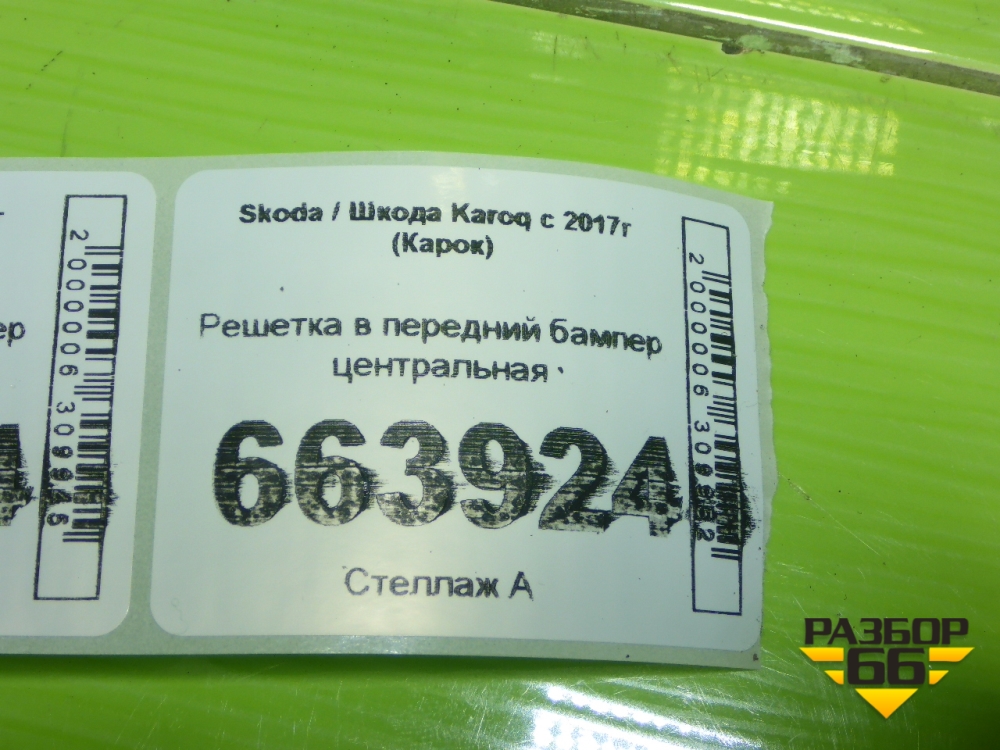 Skoda / Шкода Karoq с 2017г
(Карок)
Решетка в передний бампер
центральная
663924
Стеллаж А
РАЗБОР
66